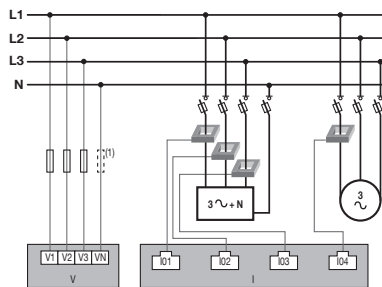 L1
L2
L3
N
(1)
3 ~ + N
3
~
V1 V2 V3 VN
I01 I02 I03 I04
V
I